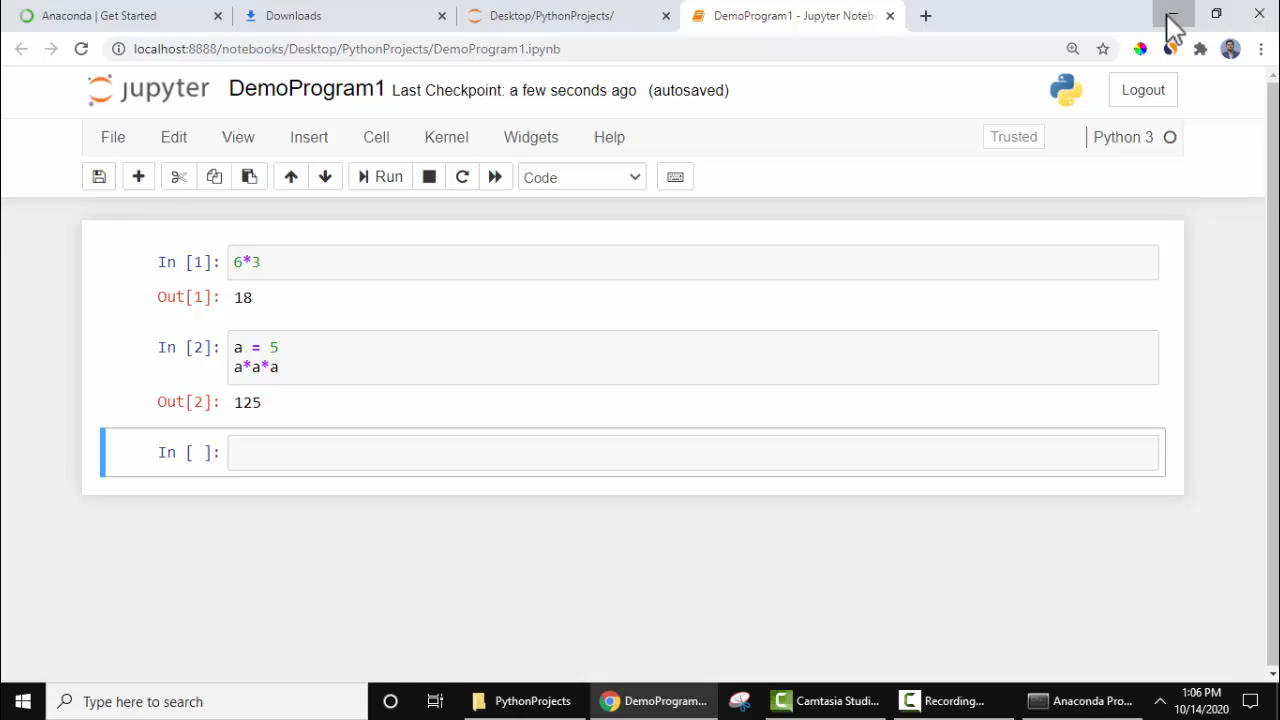 Anaconda | Get Started
Downloads
Desktop/PythonProjects/
DemoProgram1 - Jupyter Noteb
localhost:8888/notebooks/Desktop/PythonProjects/DemoProgram1.ipynb
jupyter DemoProgram1 Last Checkpoint: a few seconds ago (autosaved)
Logout
File Edit View Insert Cell Kernel Widgets Help
Trusted
Python 3
Run
Code
In [1]: 6*3
Out[1]: 18
In [2]: a = 5
a*a*a
Out[2]: 125
In [ ]:
Type here to search
PythonProjects
DemoProgram...
Camtasia Studi...
Recording...
Anaconda Pro...
1:06 PM
10/14/2020